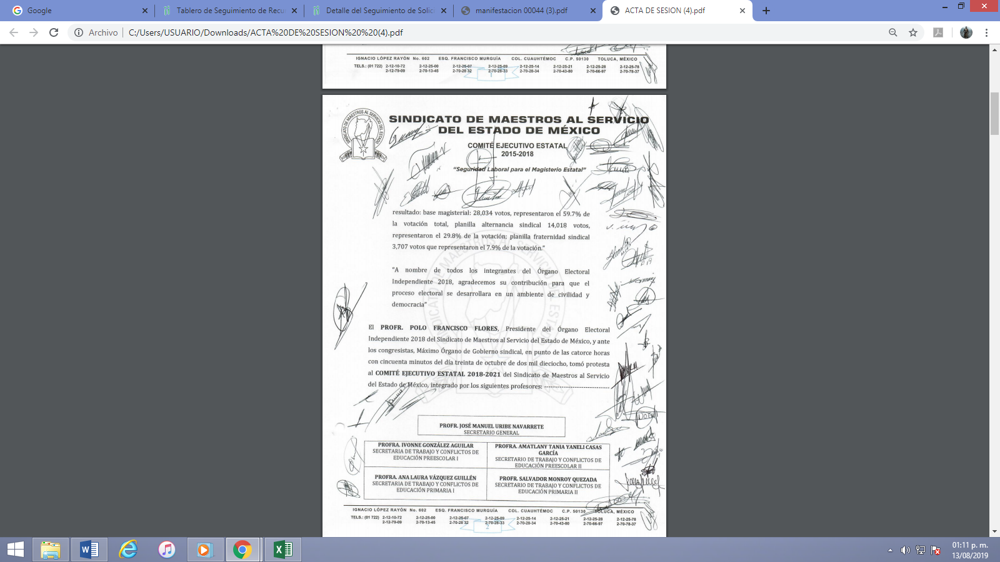 Google
Tablero de Seguimiento de Recu
Detalle del Seguimiento de Solic
manifestacion 00044 (3).pdf
ACTA DE SESION (4).pdf
Archivo
C:/Users/USUARIO/Downloads/ACTA%20DE%20SESION%20%20(4).pdf
IGNACIO LÓPEZ RAYÓN No. 602 ESQ. FRANCISCO MURGUÍA COL. CUAUHTÉMOC C.P. 50130 TOLUCA, MÉXICO
TELS.: (01 722) 2-12-10-72 2-12-25-00 2-12-25-07 2-12-25-09 2-12-25-14 2-12-25-21 2-12-25-28 2-12-25-78
2-12-79-09 2-70-13-45 2-70-28 32 2-70-28-33 2-70-28-34 2-70-43-80 2-70-66-97 2-70-78-37
1
SINDICATO DE MAESTROS AL SERVICIO DEL ESTADO DE MÉXICO
SINDICATO DE MAESTROS AL SERVICIO
DEL ESTADO DE MÉXICO
COMITÉ EJECUTIVO ESTATAL
2015-2018
"Seguridad Laboral para el Magisterio Estatal"
resultado: base magisterial: 28,034 votos, representaron el 59.7% de
la votación total, planilla alternancia sindical 14,018 votos,
representaron el 29.8% de la votación; planilla fraternidad sindical
3,707 votos que representaron el 7.9% de la votación."
"A nombre de todos los integrantes del Órgano Electoral
Independiente 2018, agradecemos su contribución para que el
proceso electoral se desarrollara en un ambiente de civilidad y
democracia"
El PROFR. POLO FRANCISCO FLORES, Presidente del Órgano Electoral
Independiente 2018 del Sindicato de Maestros al Servicio del Estado de México, y ante
los congresistas, Máximo Órgano de Gobierno sindical, en punto de las catorce horas
con cincuenta minutos del día treinta de octubre de dos mil dieciocho, tomó protesta
al COMITÉ EJECUTIVO ESTATAL 2018-2021 del Sindicato de Maestros al Servicio
del Estado de México, integrado por los siguientes profesores: ----------------------------
PROFR. JOSÉ MANUEL URIBE NAVARRETE
SECRETARIO GENERAL
PROFRA. IVONNE GONZÁLEZ AGUILAR
SECRETARIA DE TRABAJO Y CONFLICTOS DE
EDUCACIÓN PREESCOLAR I
PROFRA. AMATLANY TANIA YANELI CASAS
GARCÍA
SECRETARIO DE TRABAJO Y CONFLICTOS DE
EDUCACIÓN PREESCOLAR II
PROFRA. ANA LAURA VÁZQUEZ GUILLÉN
SECRETARIA DE TRABAJO Y CONFLICTOS DE
EDUCACIÓN PRIMARIA I
PROFR. SALVADOR MONROY QUEZADA
SECRETARIO DE TRABAJO Y CONFLICTOS DE
EDUCACIÓN PRIMARIA II
IGNACIO LÓPEZ RAYÓN No. 602 ESQ. FRANCISCO MURGUÍA COL. CUAUHTÉMOC C.P. 50130 TOLUCA, MÉXICO
TELS.: (01 722) 2-12-10-72 2-12-25-00 2-12-25-07 2-12-25-09 2-12-25-14 2-12-25-21 2-12-25-28 2-12-25-78
2-12-79-09 2-70-13-45 2-70-28 32 2-70-28-33 2-70-28-34 2-70-43-80 2-70-66-97 2-70-78-37
2
01:11 p. m.
13/08/2019